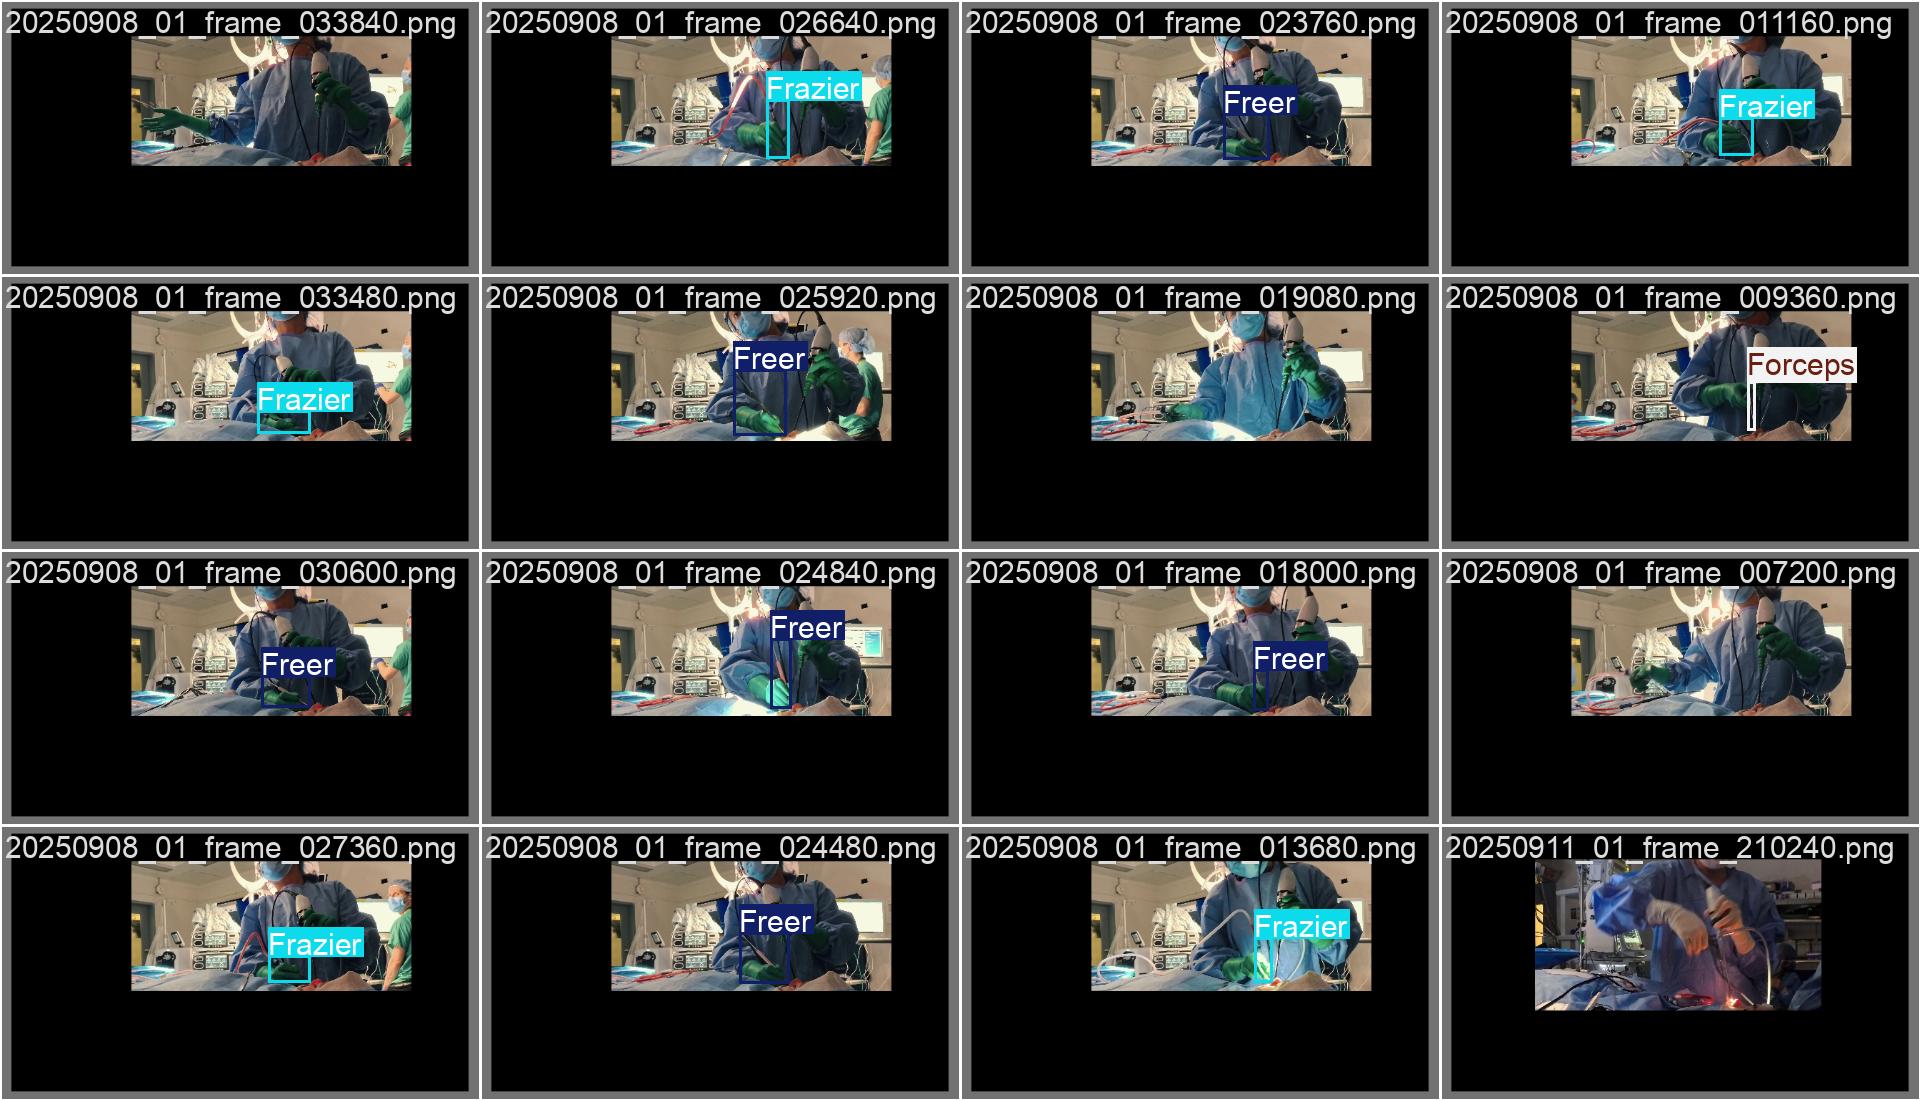 20250908_01_frame_033840.png
20250908_01_frame_026640.png
Frazier
20250908_01_frame_023760.png
Freer
20250908_01_frame_011160.png
Frazier
20250908_01_frame_033480.png
Frazier
20250908_01_frame_025920.png
Freer
20250908_01_frame_019080.png
20250908_01_frame_009360.png
Forceps
20250908_01_frame_030600.png
Freer
20250908_01_frame_024840.png
Freer
20250908_01_frame_018000.png
Freer
20250908_01_frame_007200.png
20250908_01_frame_027360.png
Frazier
20250908_01_frame_024480.png
Freer
20250908_01_frame_013680.png
Frazier
20250911_01_frame_210240.png